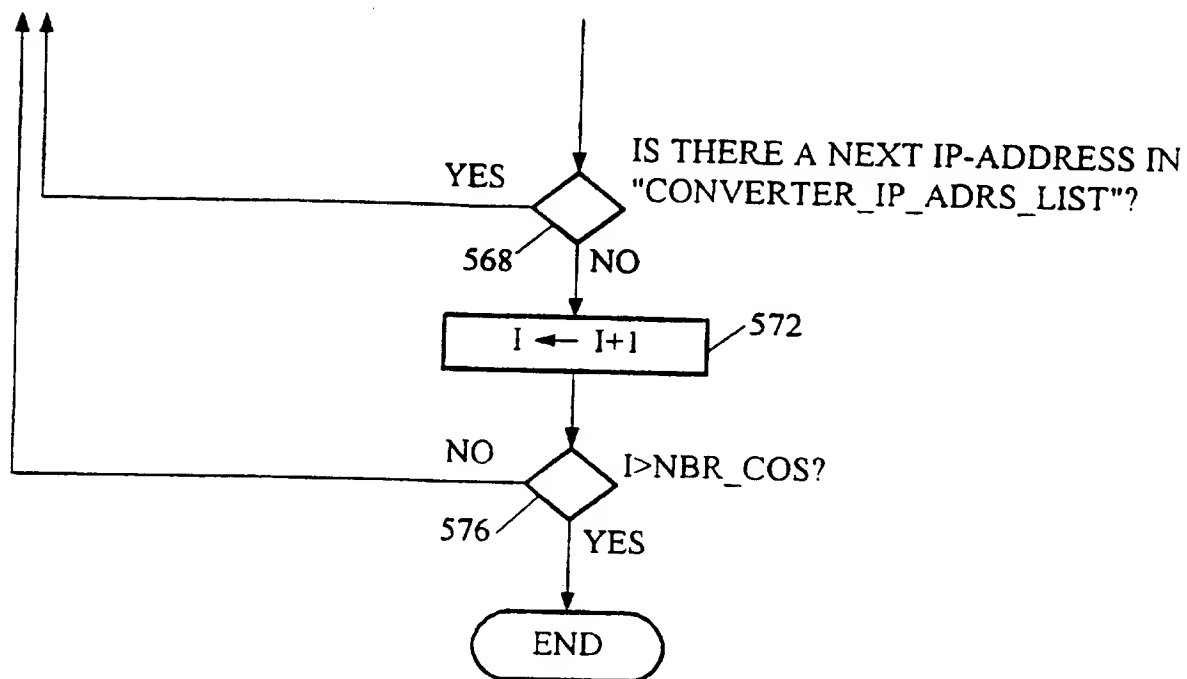 IS THERE A NEXT IP-ADDRESS IN
"CONVERTER_IP_ADRS_LIST"?
YES
568
NO
I ← I+1
572
NO
I>NBR_COS?
576
YES
END